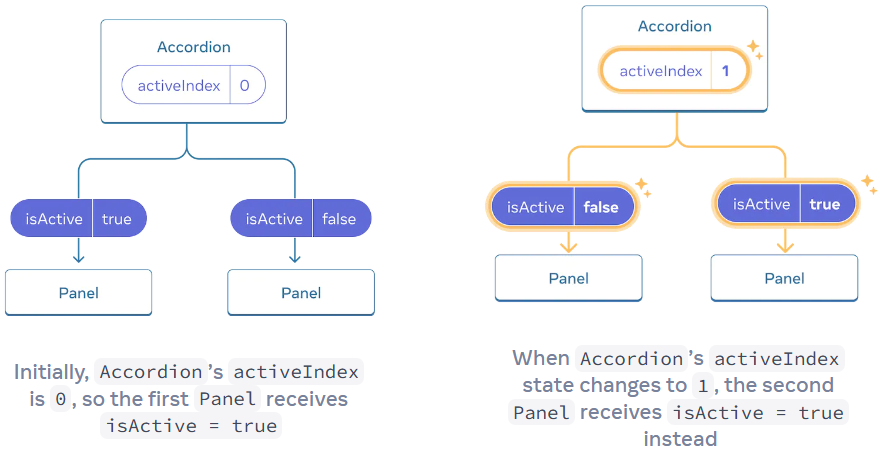 Accordion
activeIndex 0
isActive true
isActive false
Panel
Panel
Initially, Accordion's activeIndex
is 0, so the first Panel receives
isActive = true
Accordion
activeIndex 1
isActive false
isActive true
Panel
Panel
When Accordion's activeIndex
state changes to 1, the second
Panel receives isActive = true
instead